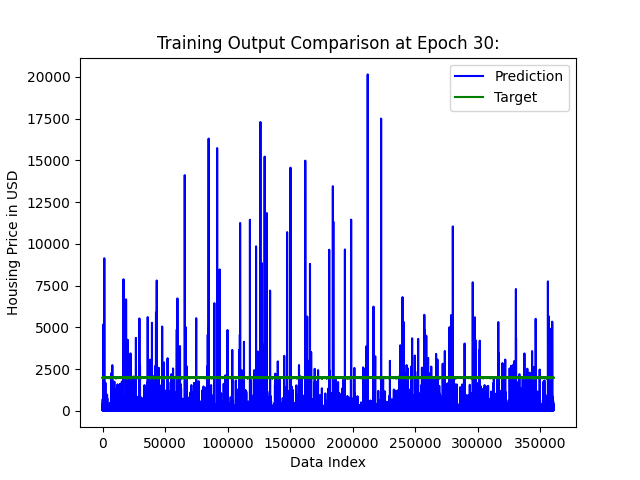 Training Output Comparison at Epoch 30:
Prediction
Target
20000
17500
15000
12500
10000
7500
5000
2500
0
Housing Price in USD
0 50000 100000 150000 200000 250000 300000 350000
Data Index